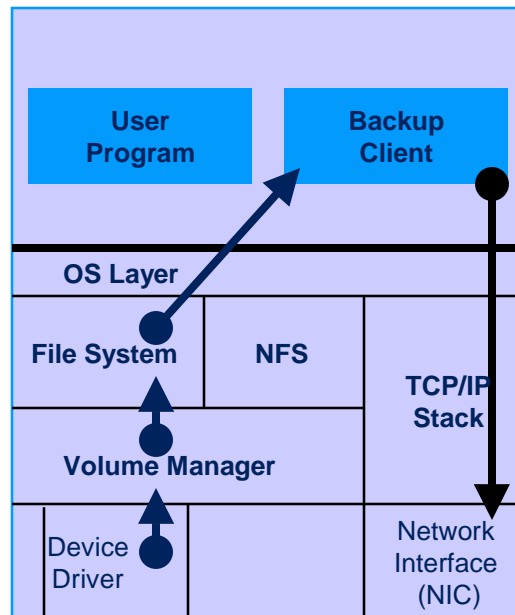 User
Program
Backup
Client
OS Layer
File System
NFS
TCP/IP
Stack
Volume Manager
Device
Driver
Network
Interface
(NIC)